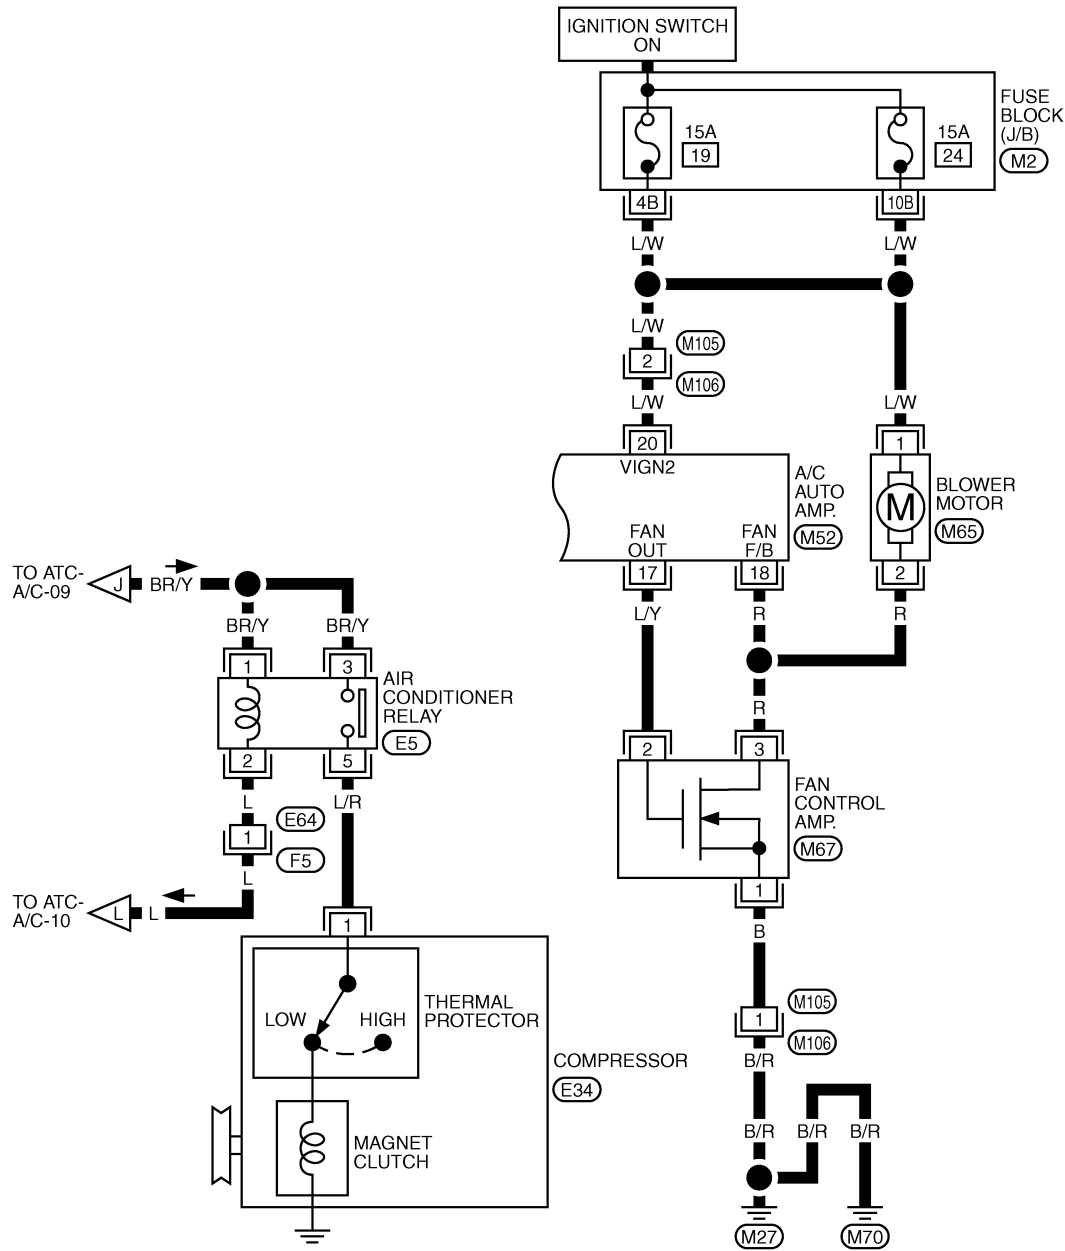 IGNITION SWITCH
ON
FUSE
BLOCK
(J/B)
M2
15A
19
15A
24
4B
10B
L/W
L/W
L/W
M105
2
M106
L/W
L/W
20
1
VIGN2
A/C
AUTO
AMP.
M52
BLOWER
MOTOR
M65
M
FAN
OUT
FAN
F/B
17
18
2
L/Y
R
R
R
TO ATC-
A/C-09
J
BR/Y
BR/Y
BR/Y
1
3
AIR
CONDITIONER
RELAY
E5
2
5
L
L/R
E64
1
F5
L
TO ATC-
A/C-10
L
L
1
2
3
FAN
CONTROL
AMP.
M67
1
B
THERMAL
PROTECTOR
LOW
HIGH
COMPRESSOR
E34
MAGNET
CLUTCH
M105
1
M106
B/R
B/R
B/R
B/R
M27
M70